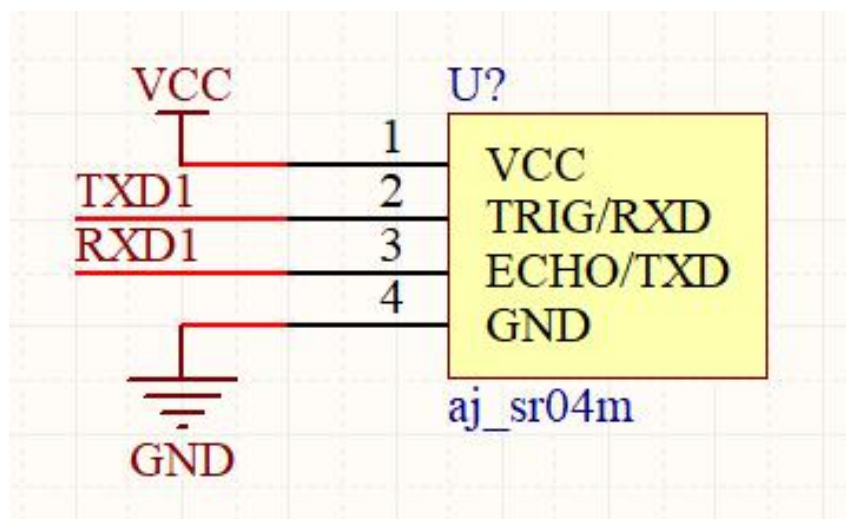 VCC
U?
1
VCC
TXD1
2
TRIG/RXD
RXD1
3
ECHO/TXD
4
GND
aj_sr04m
GND